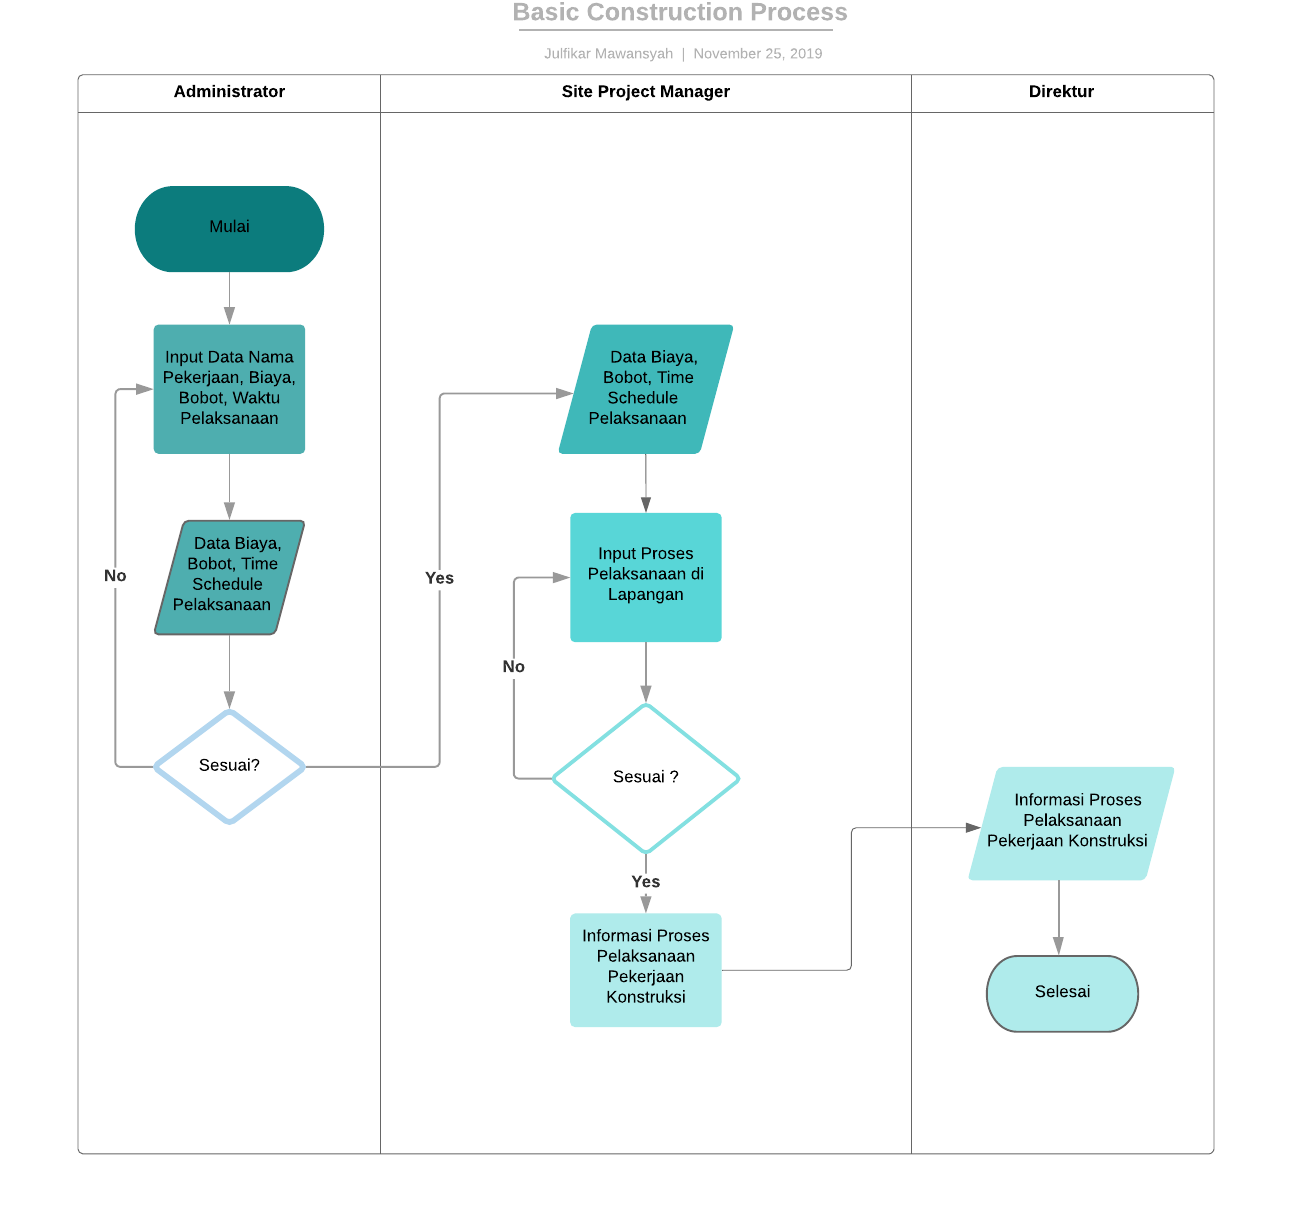 Basic Construction Process
Julfikar Mawansyah | November 25, 2019
Administrator
Site Project Manager
Direktur
Mulai
Input Data Nama
Pekerjaan, Biaya,
Bobot, Waktu
Pelaksanaan
Data Biaya,
Bobot, Time
Schedule
Pelaksanaan
No
Sesuai?
Yes
Data Biaya,
Bobot, Time
Schedule
Pelaksanaan
Input Proses
Pelaksanaan di
Lapangan
No
Sesuai ?
Yes
Informasi Proses
Pelaksanaan
Pekerjaan
Konstruksi
Informasi Proses
Pelaksanaan
Pekerjaan Konstruksi
Selesai